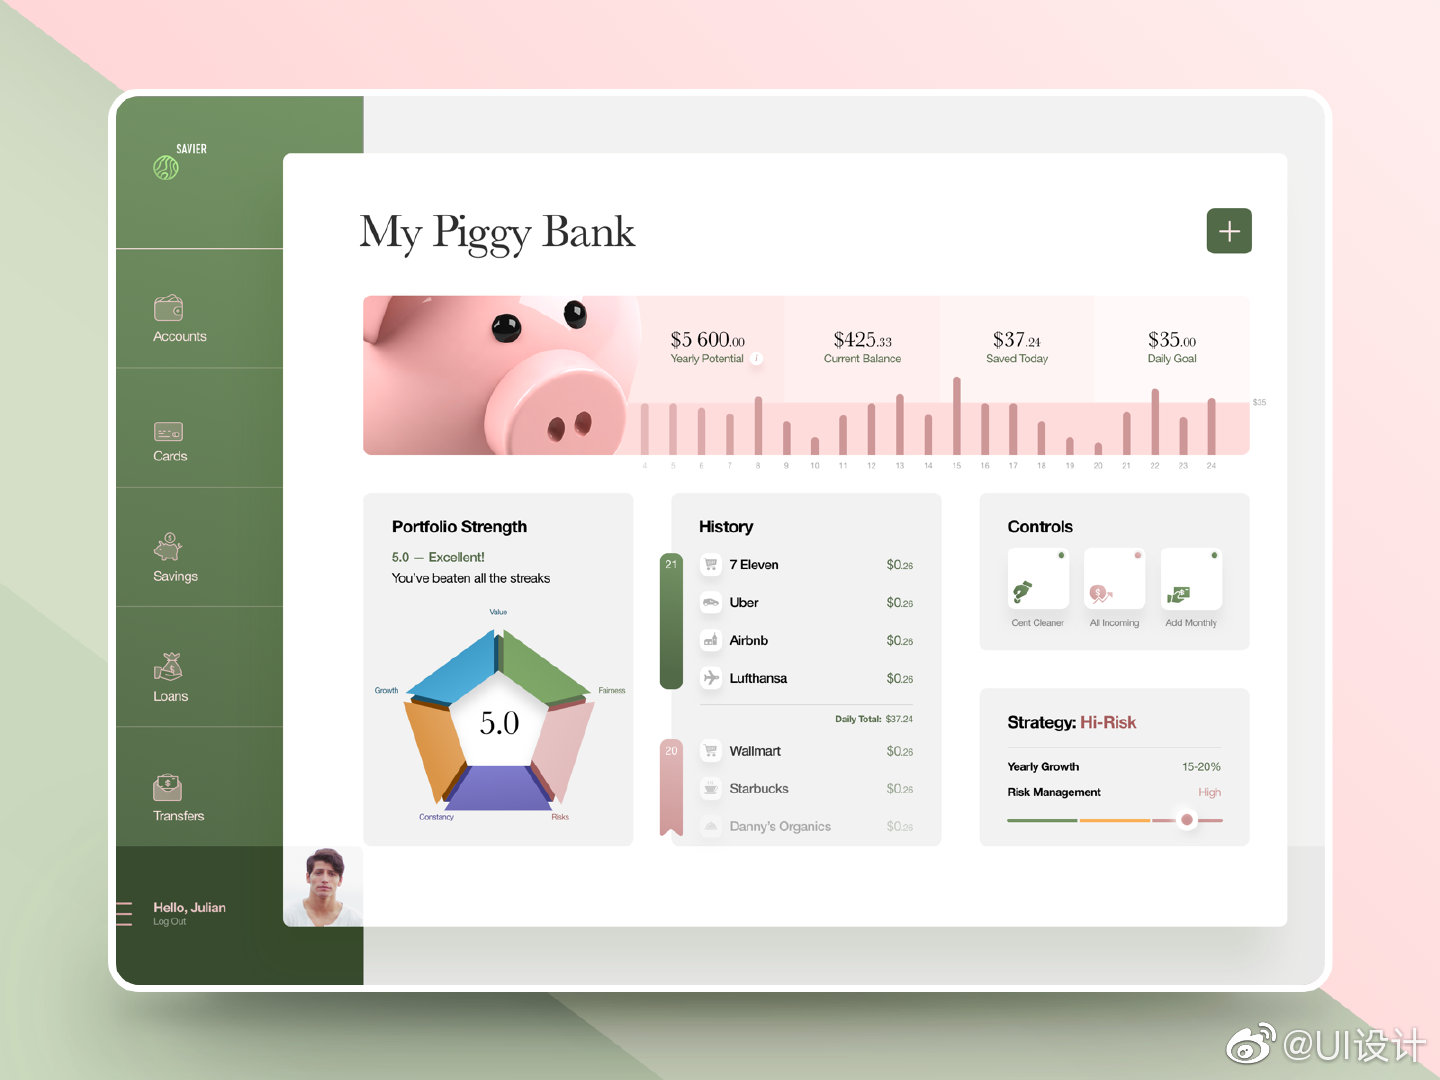 SAVIER
Accounts
Cards
Savings
Loans
Transfers
Hello, Julian
Log Out
My Piggy Bank
$5 600.00
Yearly Potential i
$425.33
Current Balance
$37.24
Saved Today
$35.00
Daily Goal
$35
4 5 6 7 8 9 10 11 12 13 14 15 16 17 18 19 20 21 22 23 24
Portfolio Strength
5.0 — Excellent!
You've beaten all the streaks
Value
Growth
Fairness
5.0
Constancy
Risks
History
21
7 Eleven $0.26
Uber $0.26
Airbnb $0.26
Lufthansa $0.26
Daily Total: $37.24
20
Wallmart $0.26
Starbucks $0.26
Danny's Organics $0.26
Controls
Cent Cleaner
All Incoming
Add Monthly
Strategy: Hi-Risk
Yearly Growth 15-20%
Risk Management High
@UI设计